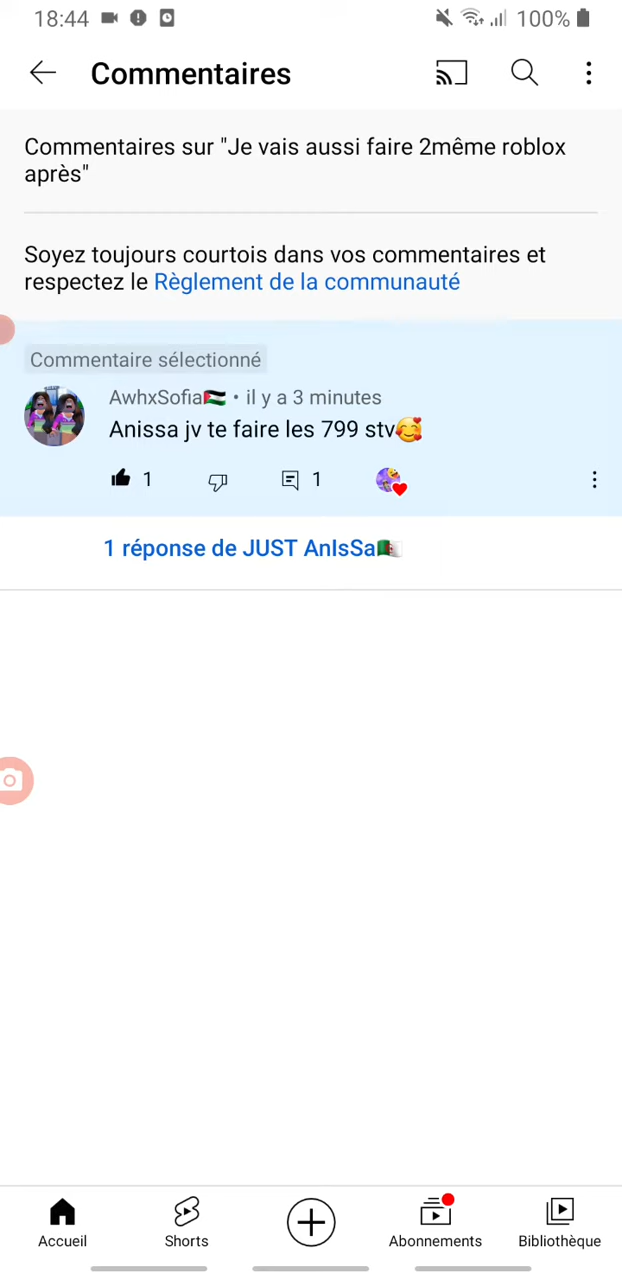 18:44 100%
Commentaires
Commentaires sur "Je vais aussi faire 2même roblox
après"
Soyez toujours courtois dans vos commentaires et
respectez le Règlement de la communauté
Commentaire sélectionné
AwhxSofia🇵🇸 • il y a 3 minutes
Anissa jv te faire les 799 stv🥰
1 1
1 réponse de JUST AnIsSa🇩🇿
Accueil Shorts Abonnements Bibliothèque